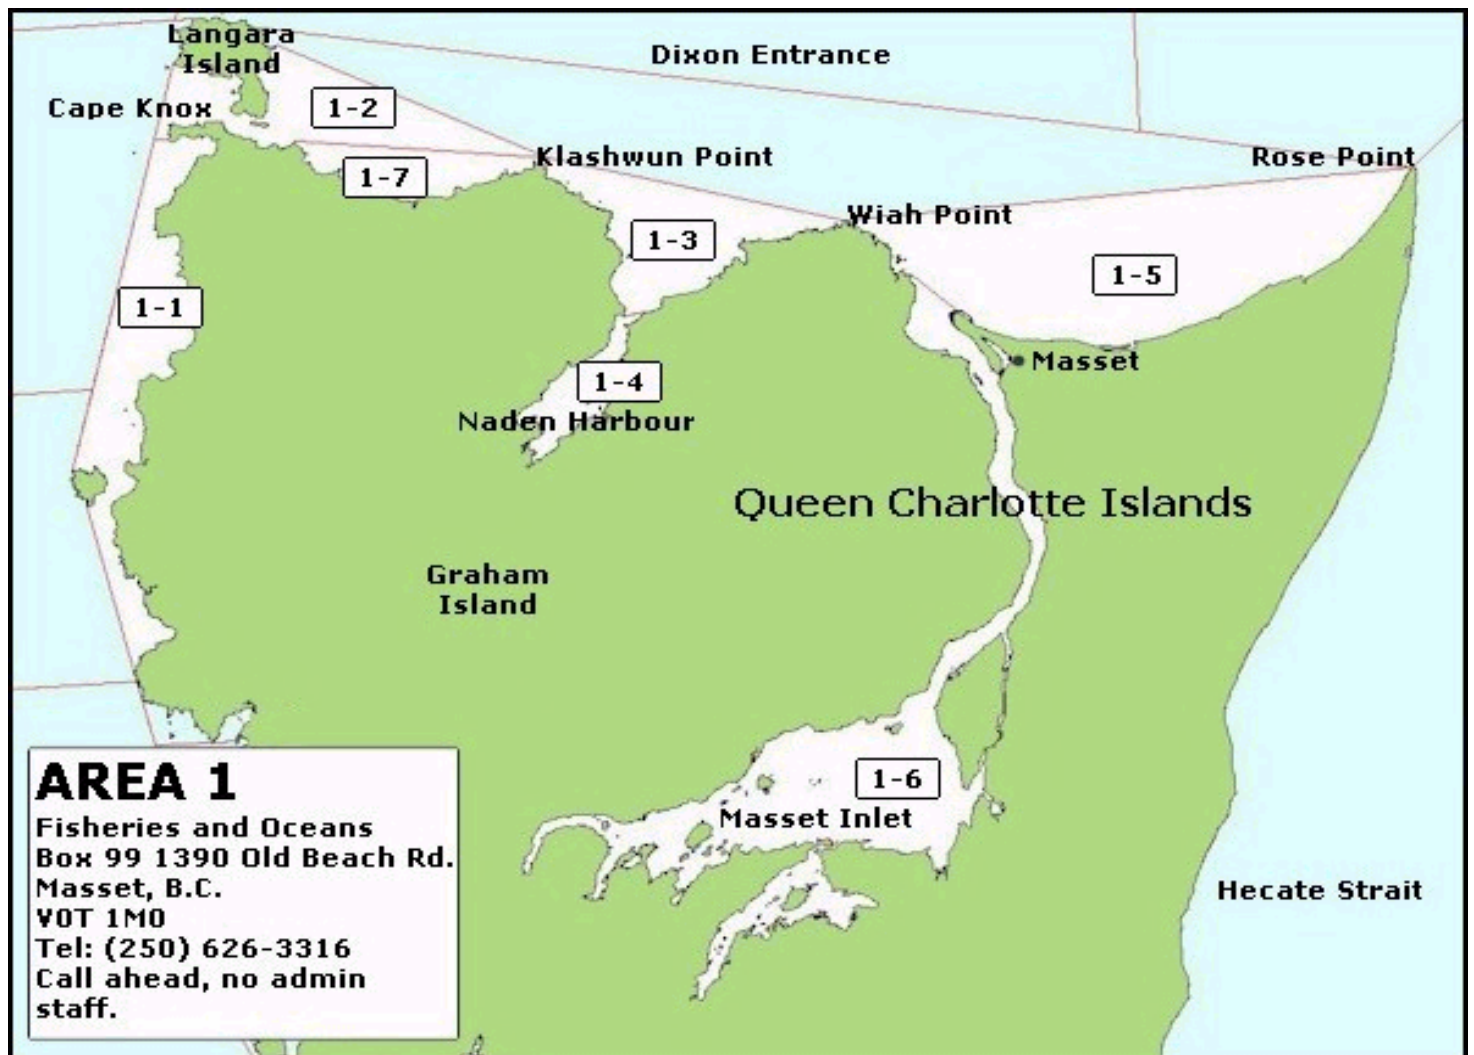 Langara
Island
Dixon Entrance
Cape Knox
1-2
Klashwun Point
Rose Point
1-7
Wiah Point
1-3
1-5
1-1
Masset
1-4
Naden Harbour
Queen Charlotte Islands
Graham
Island
1-6
Masset Inlet
Hecate Strait
AREA 1
Fisheries and Oceans
Box 99 1390 Old Beach Rd.
Masset, B.C.
V0T 1M0
Tel: (250) 626-3316
Call ahead, no admin
staff.